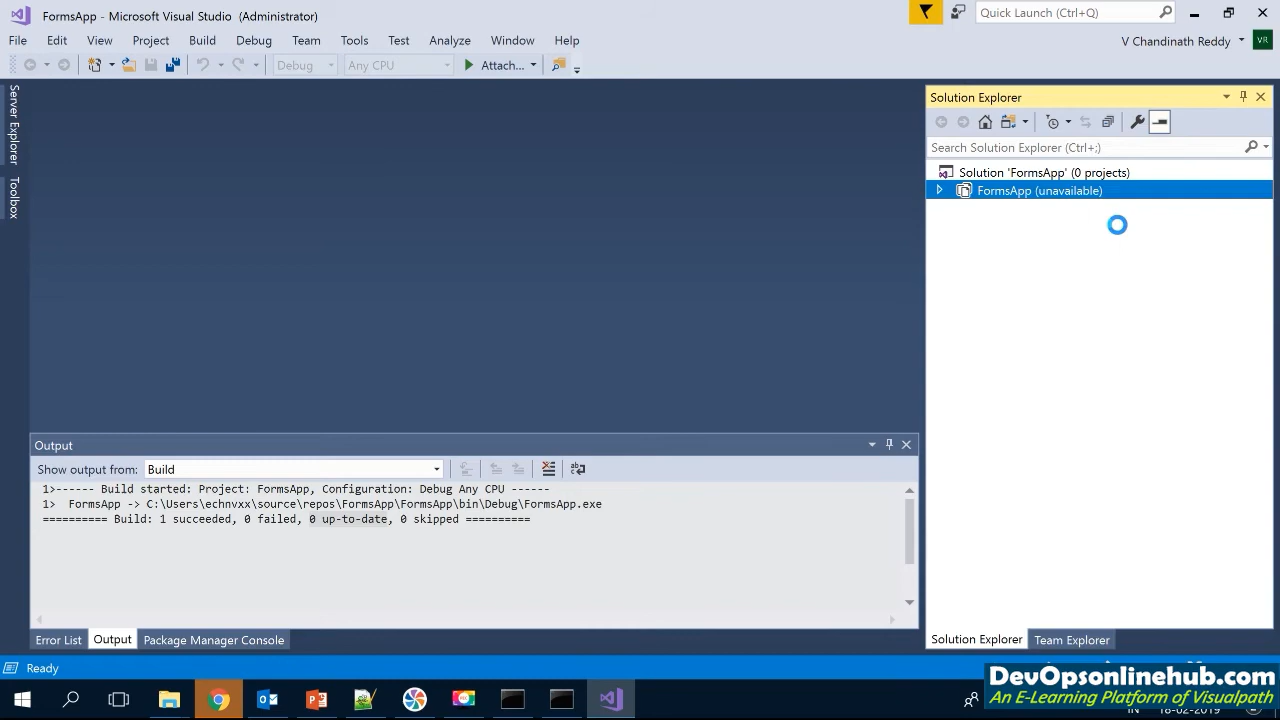 FormsApp - Microsoft Visual Studio (Administrator)
Quick Launch (Ctrl+Q)
File Edit View Project Build Debug Team Tools Test Analyze Window Help
V Chandinath Reddy
VR
Debug
Any CPU
Attach...
Server Explorer
Toolbox
Solution Explorer
Search Solution Explorer (Ctrl+;)
Solution 'FormsApp' (0 projects)
FormsApp (unavailable)
Output
Show output from: Build
1>------ Build started: Project: FormsApp, Configuration: Debug Any CPU ------
1> FormsApp -> C:\Users\echnvxx\source\repos\FormsApp\FormsApp\bin\Debug\FormsApp.exe
========== Build: 1 succeeded, 0 failed, 0 up-to-date, 0 skipped ==========
Error List
Output
Package Manager Console
Solution Explorer
Team Explorer
Ready
DevOpsonlinehub.com
An E-Learning Platform of Visualpath
IN
18-02-2019